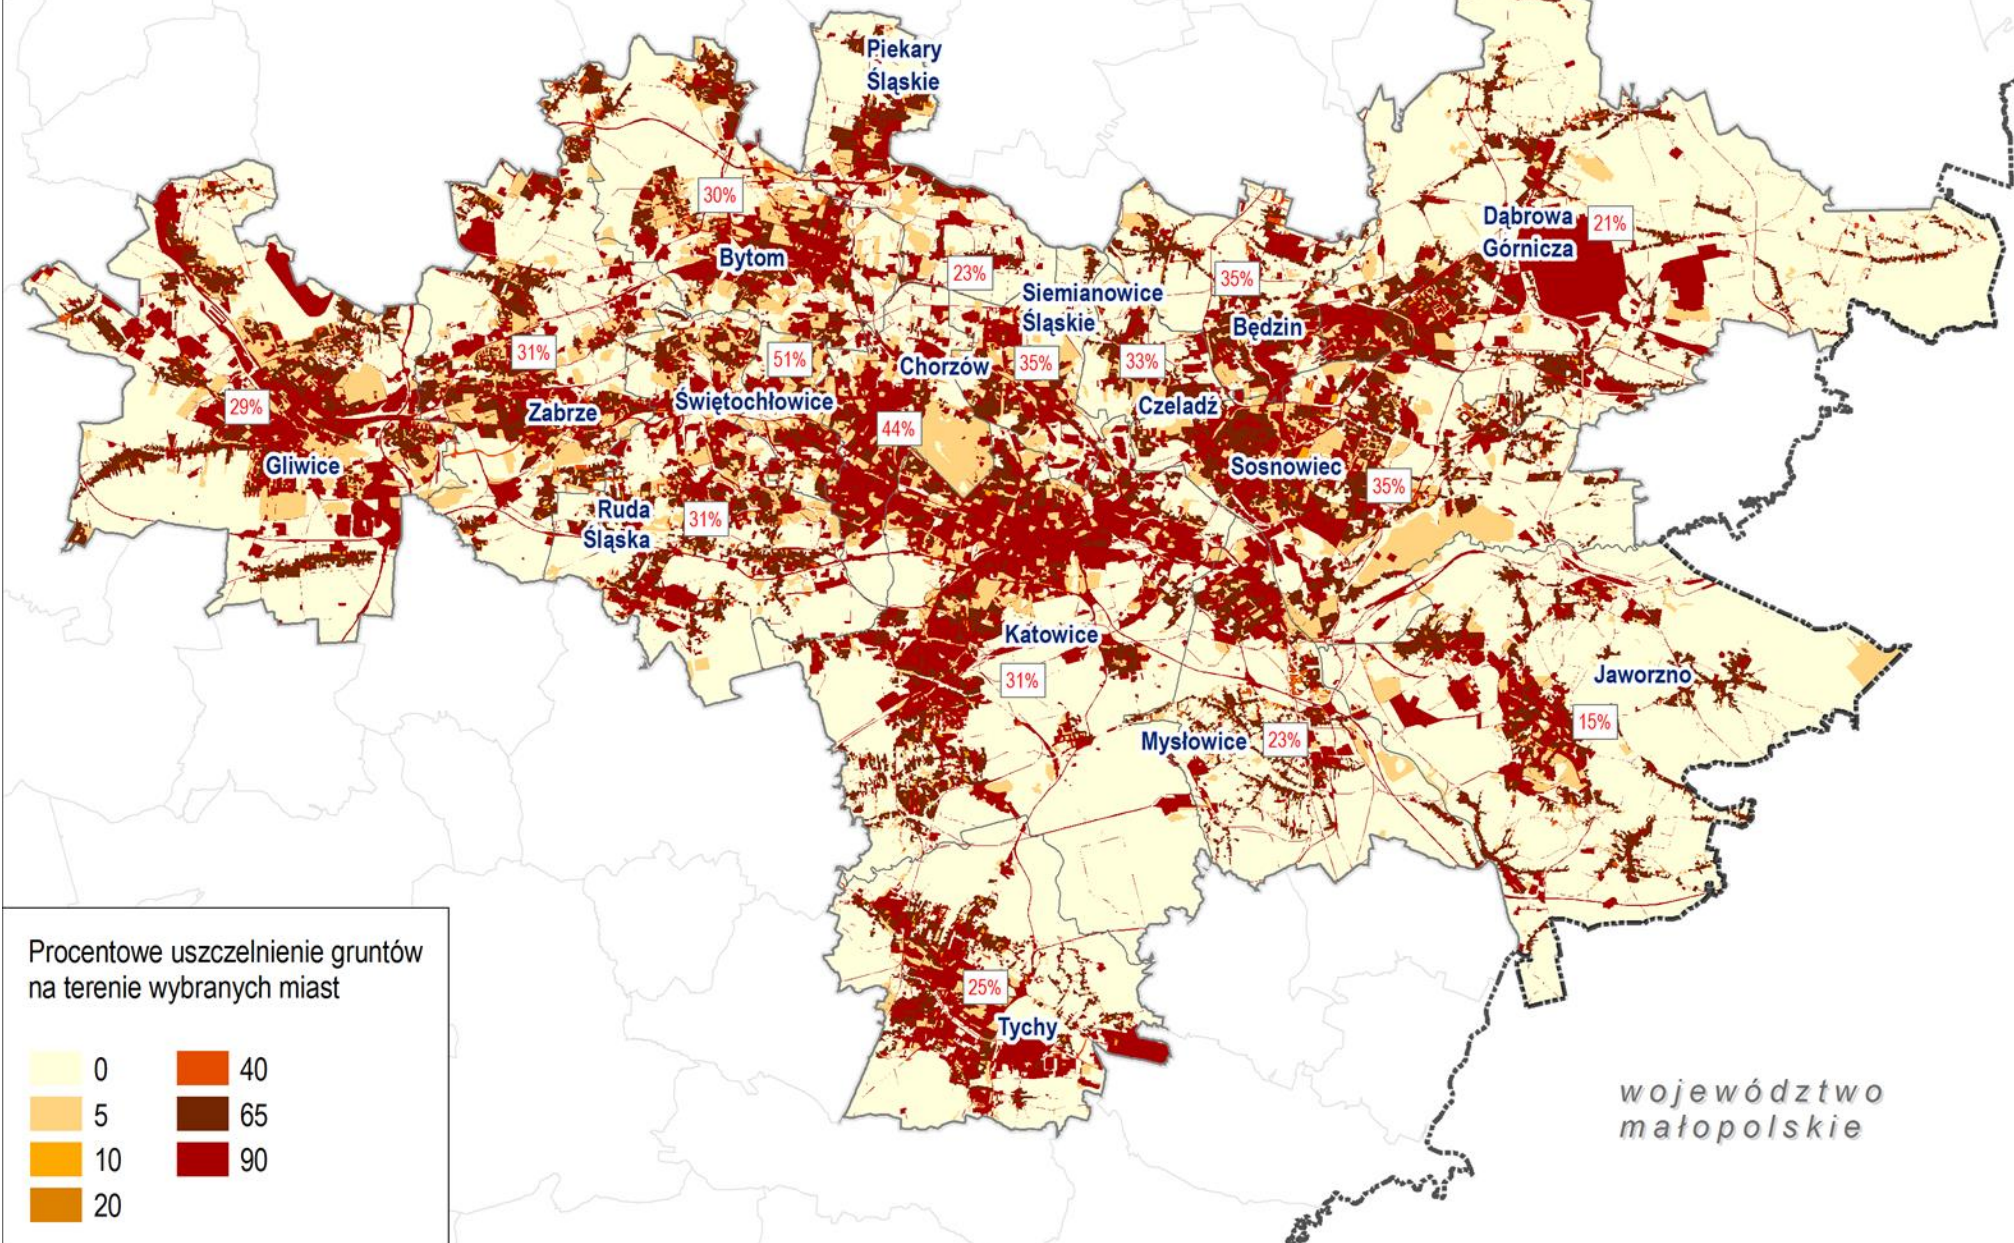 Piekary
Śląskie
30%
Bytom
23%
Siemianowice
Śląskie
35%
Będzin
Dąbrowa
Górnicza
21%
31%
51%
Chorzów
35%
33%
29%
Zabrze
Świętochłowice
Czeladź
44%
Gliwice
Sosnowiec
35%
Ruda
Śląska
31%
Katowice
31%
Jaworzno
15%
Mysłowice
23%
25%
Tychy
Procentowe uszczelnienie gruntów
na terenie wybranych miast
0
5
10
20
40
65
90
województwo
małopolskie